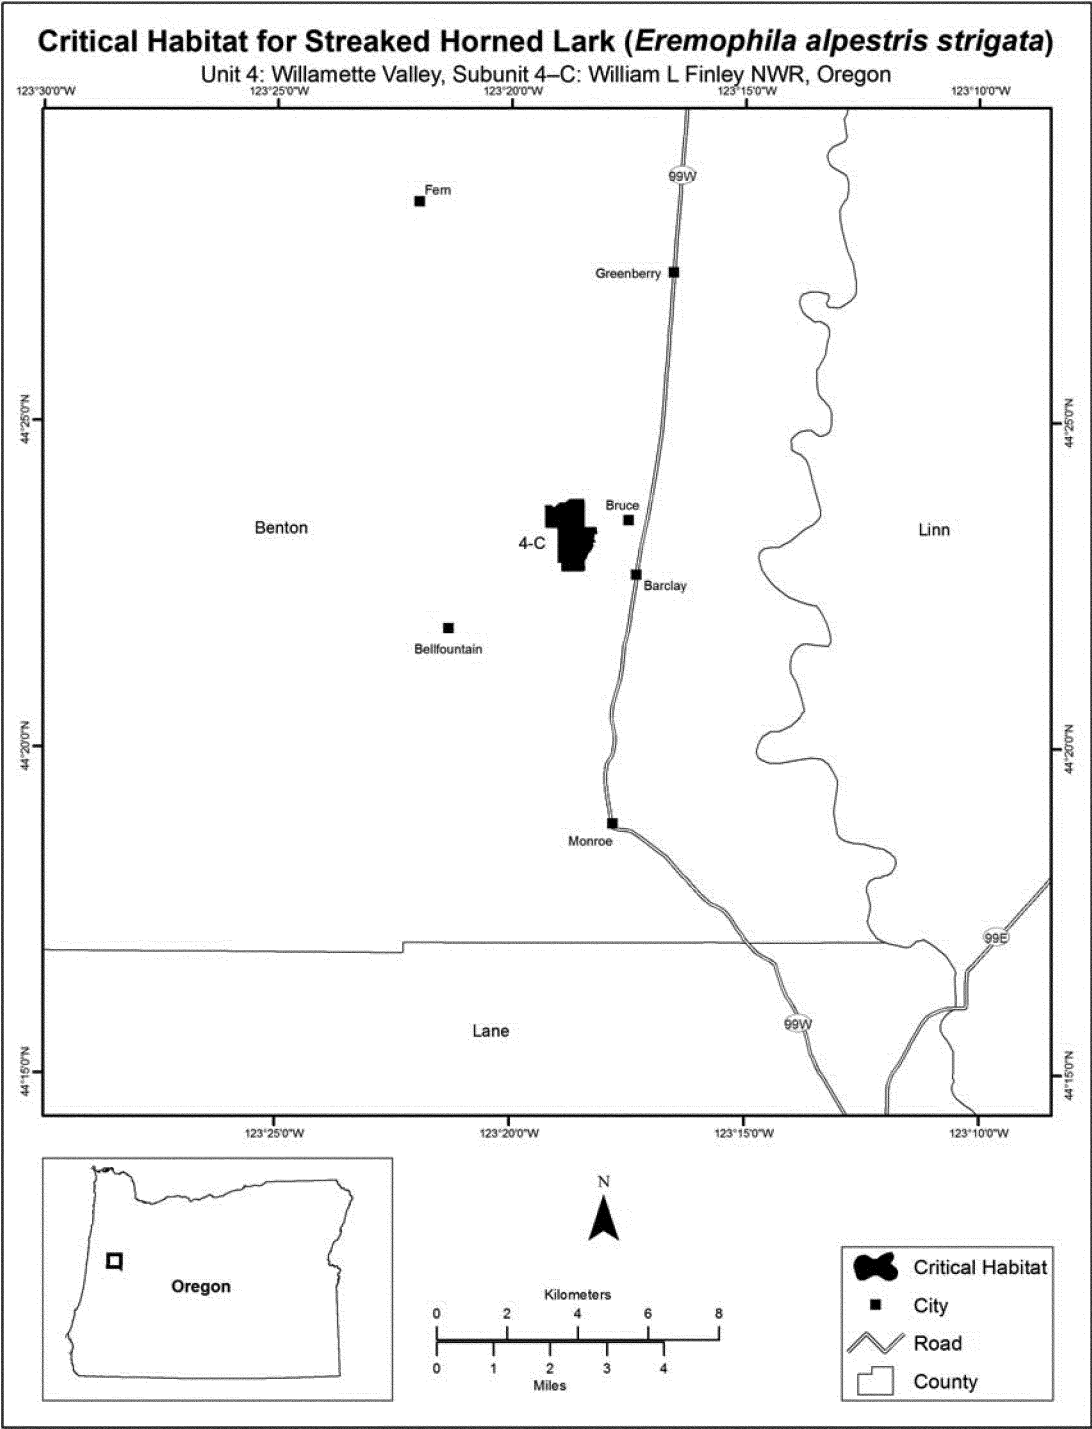 Critical Habitat for Streaked Horned Lark (Eremophila alpestris strigata)
Unit 4: Willamette Valley, Subunit 4–C: William L Finley NWR, Oregon
123°30'0"W 123°25'0"W 123°20'0"W 123°15'0"W 123°10'0"W
99W
Fern
Greenberry
44°25'0"N 44°25'0"N
Bruce
Benton
Linn
4-C
Barclay
Bellfountain
44°20'0"N 44°20'0"N
Monroe
99E
99W
Lane
44°15'0"N 44°15'0"N
123°25'0"W 123°20'0"W 123°15'0"W 123°10'0"W
Oregon
N
Kilometers
0 2 4 6 8
0 1 2 3 4
Miles
Critical Habitat
City
Road
County